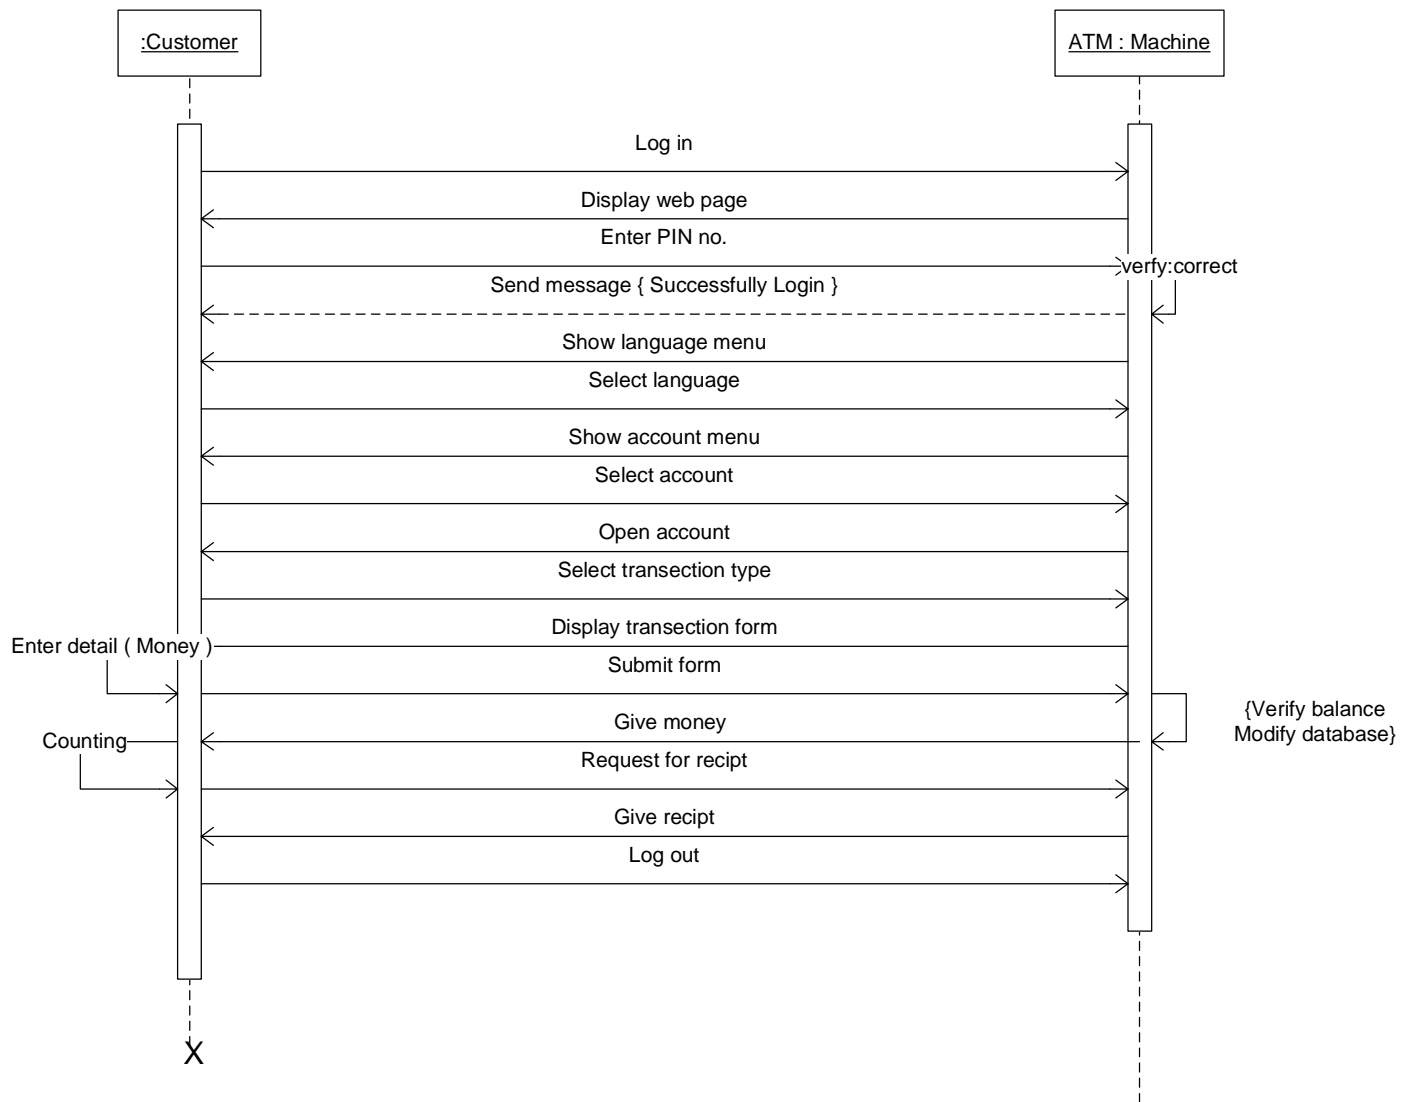 :Customer
ATM : Machine
Log in
Display web page
Enter PIN no.
verfy:correct
Send message { Successfully Login }
Show language menu
Select language
Show account menu
Select account
Open account
Select transection type
Display transection form
Enter detail ( Money )
Submit form
{Verify balance
Modify database}
Give money
Counting
Request for recipt
Give recipt
Log out
X